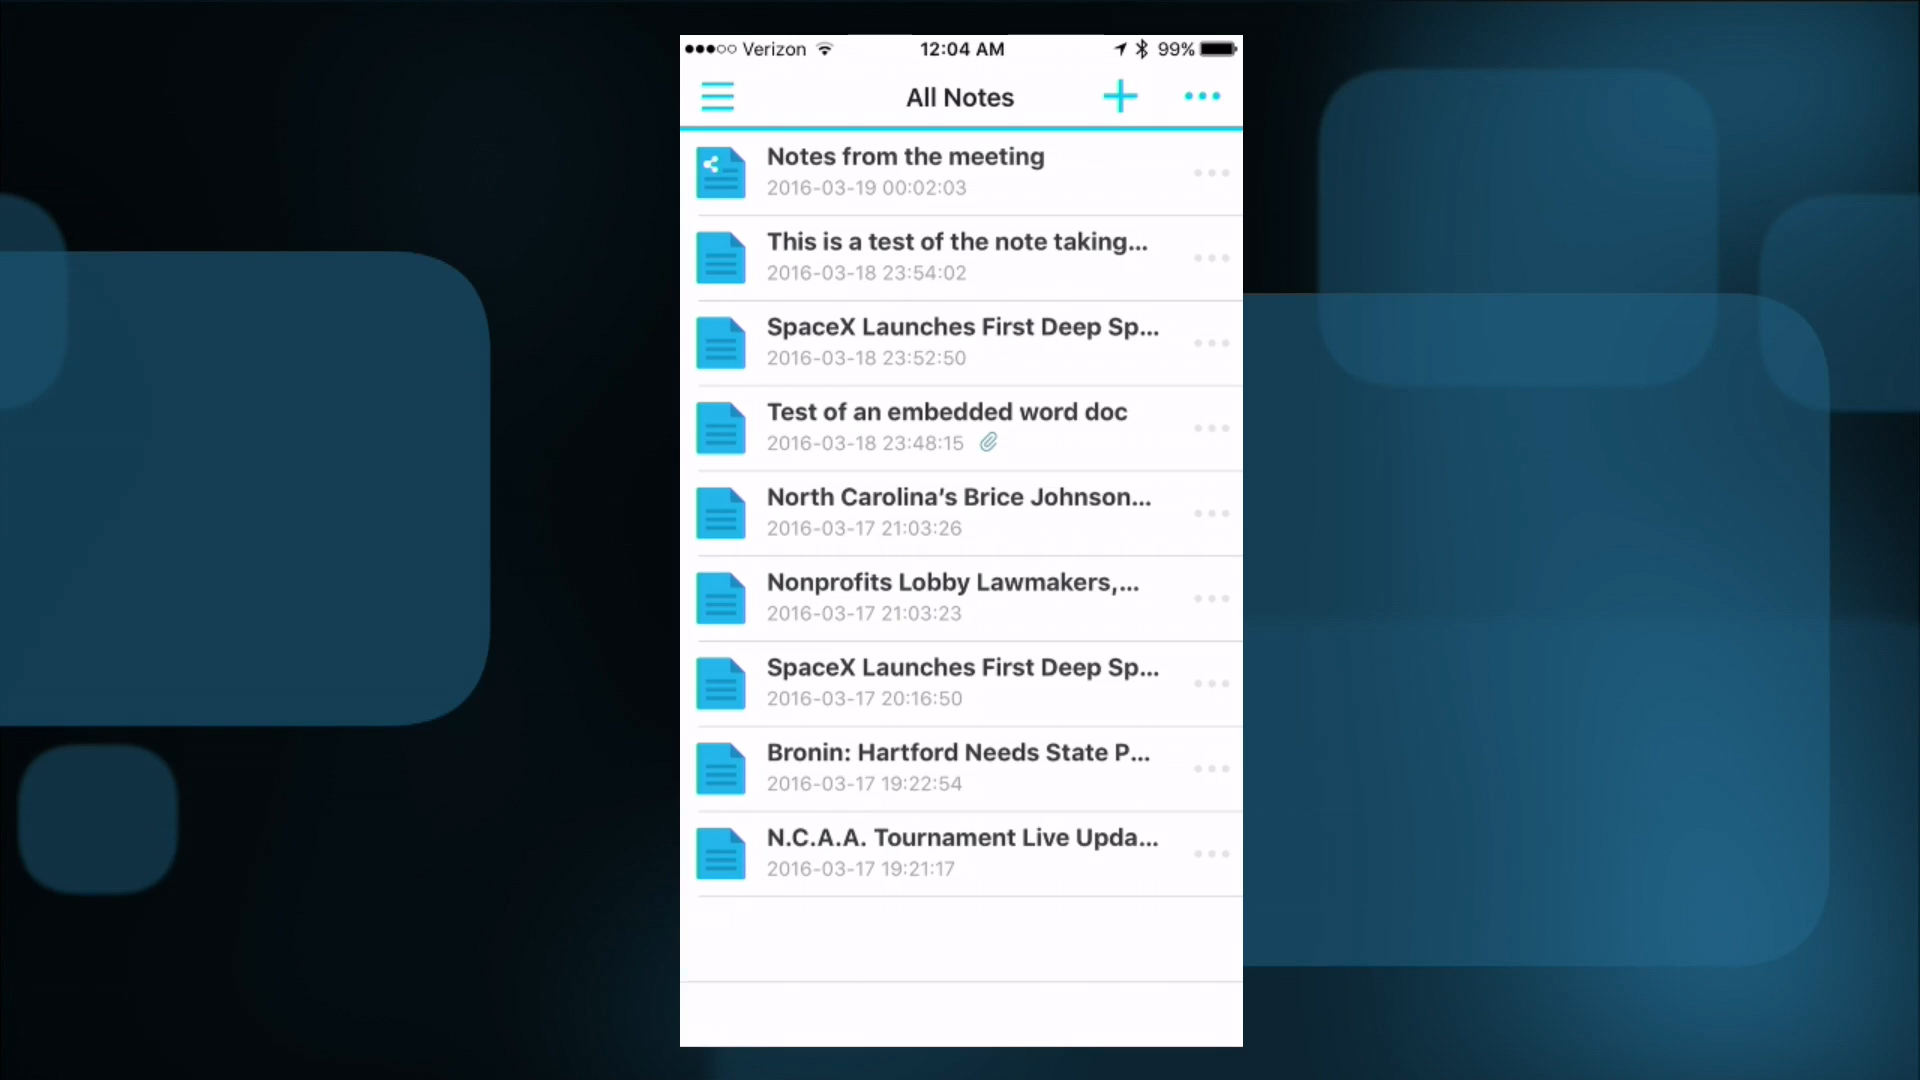 Verizon 12:04 AM 99%
All Notes
Notes from the meeting
2016-03-19 00:02:03
This is a test of the note taking...
2016-03-18 23:54:02
SpaceX Launches First Deep Sp...
2016-03-18 23:52:50
Test of an embedded word doc
2016-03-18 23:48:15
North Carolina’s Brice Johnson...
2016-03-17 21:03:26
Nonprofits Lobby Lawmakers,...
2016-03-17 21:03:23
SpaceX Launches First Deep Sp...
2016-03-17 20:16:50
Bronin: Hartford Needs State P...
2016-03-17 19:22:54
N.C.A.A. Tournament Live Upda...
2016-03-17 19:21:17